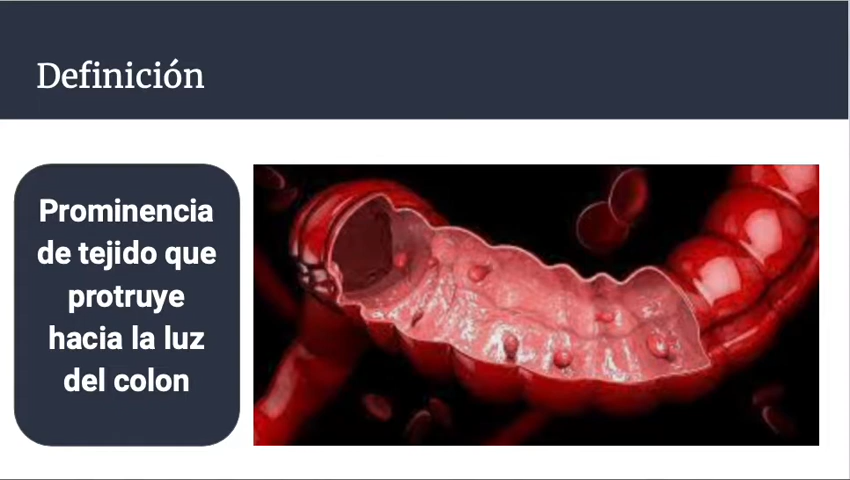 Definición
Prominencia
de tejido que
protruye
hacia la luz
del colon